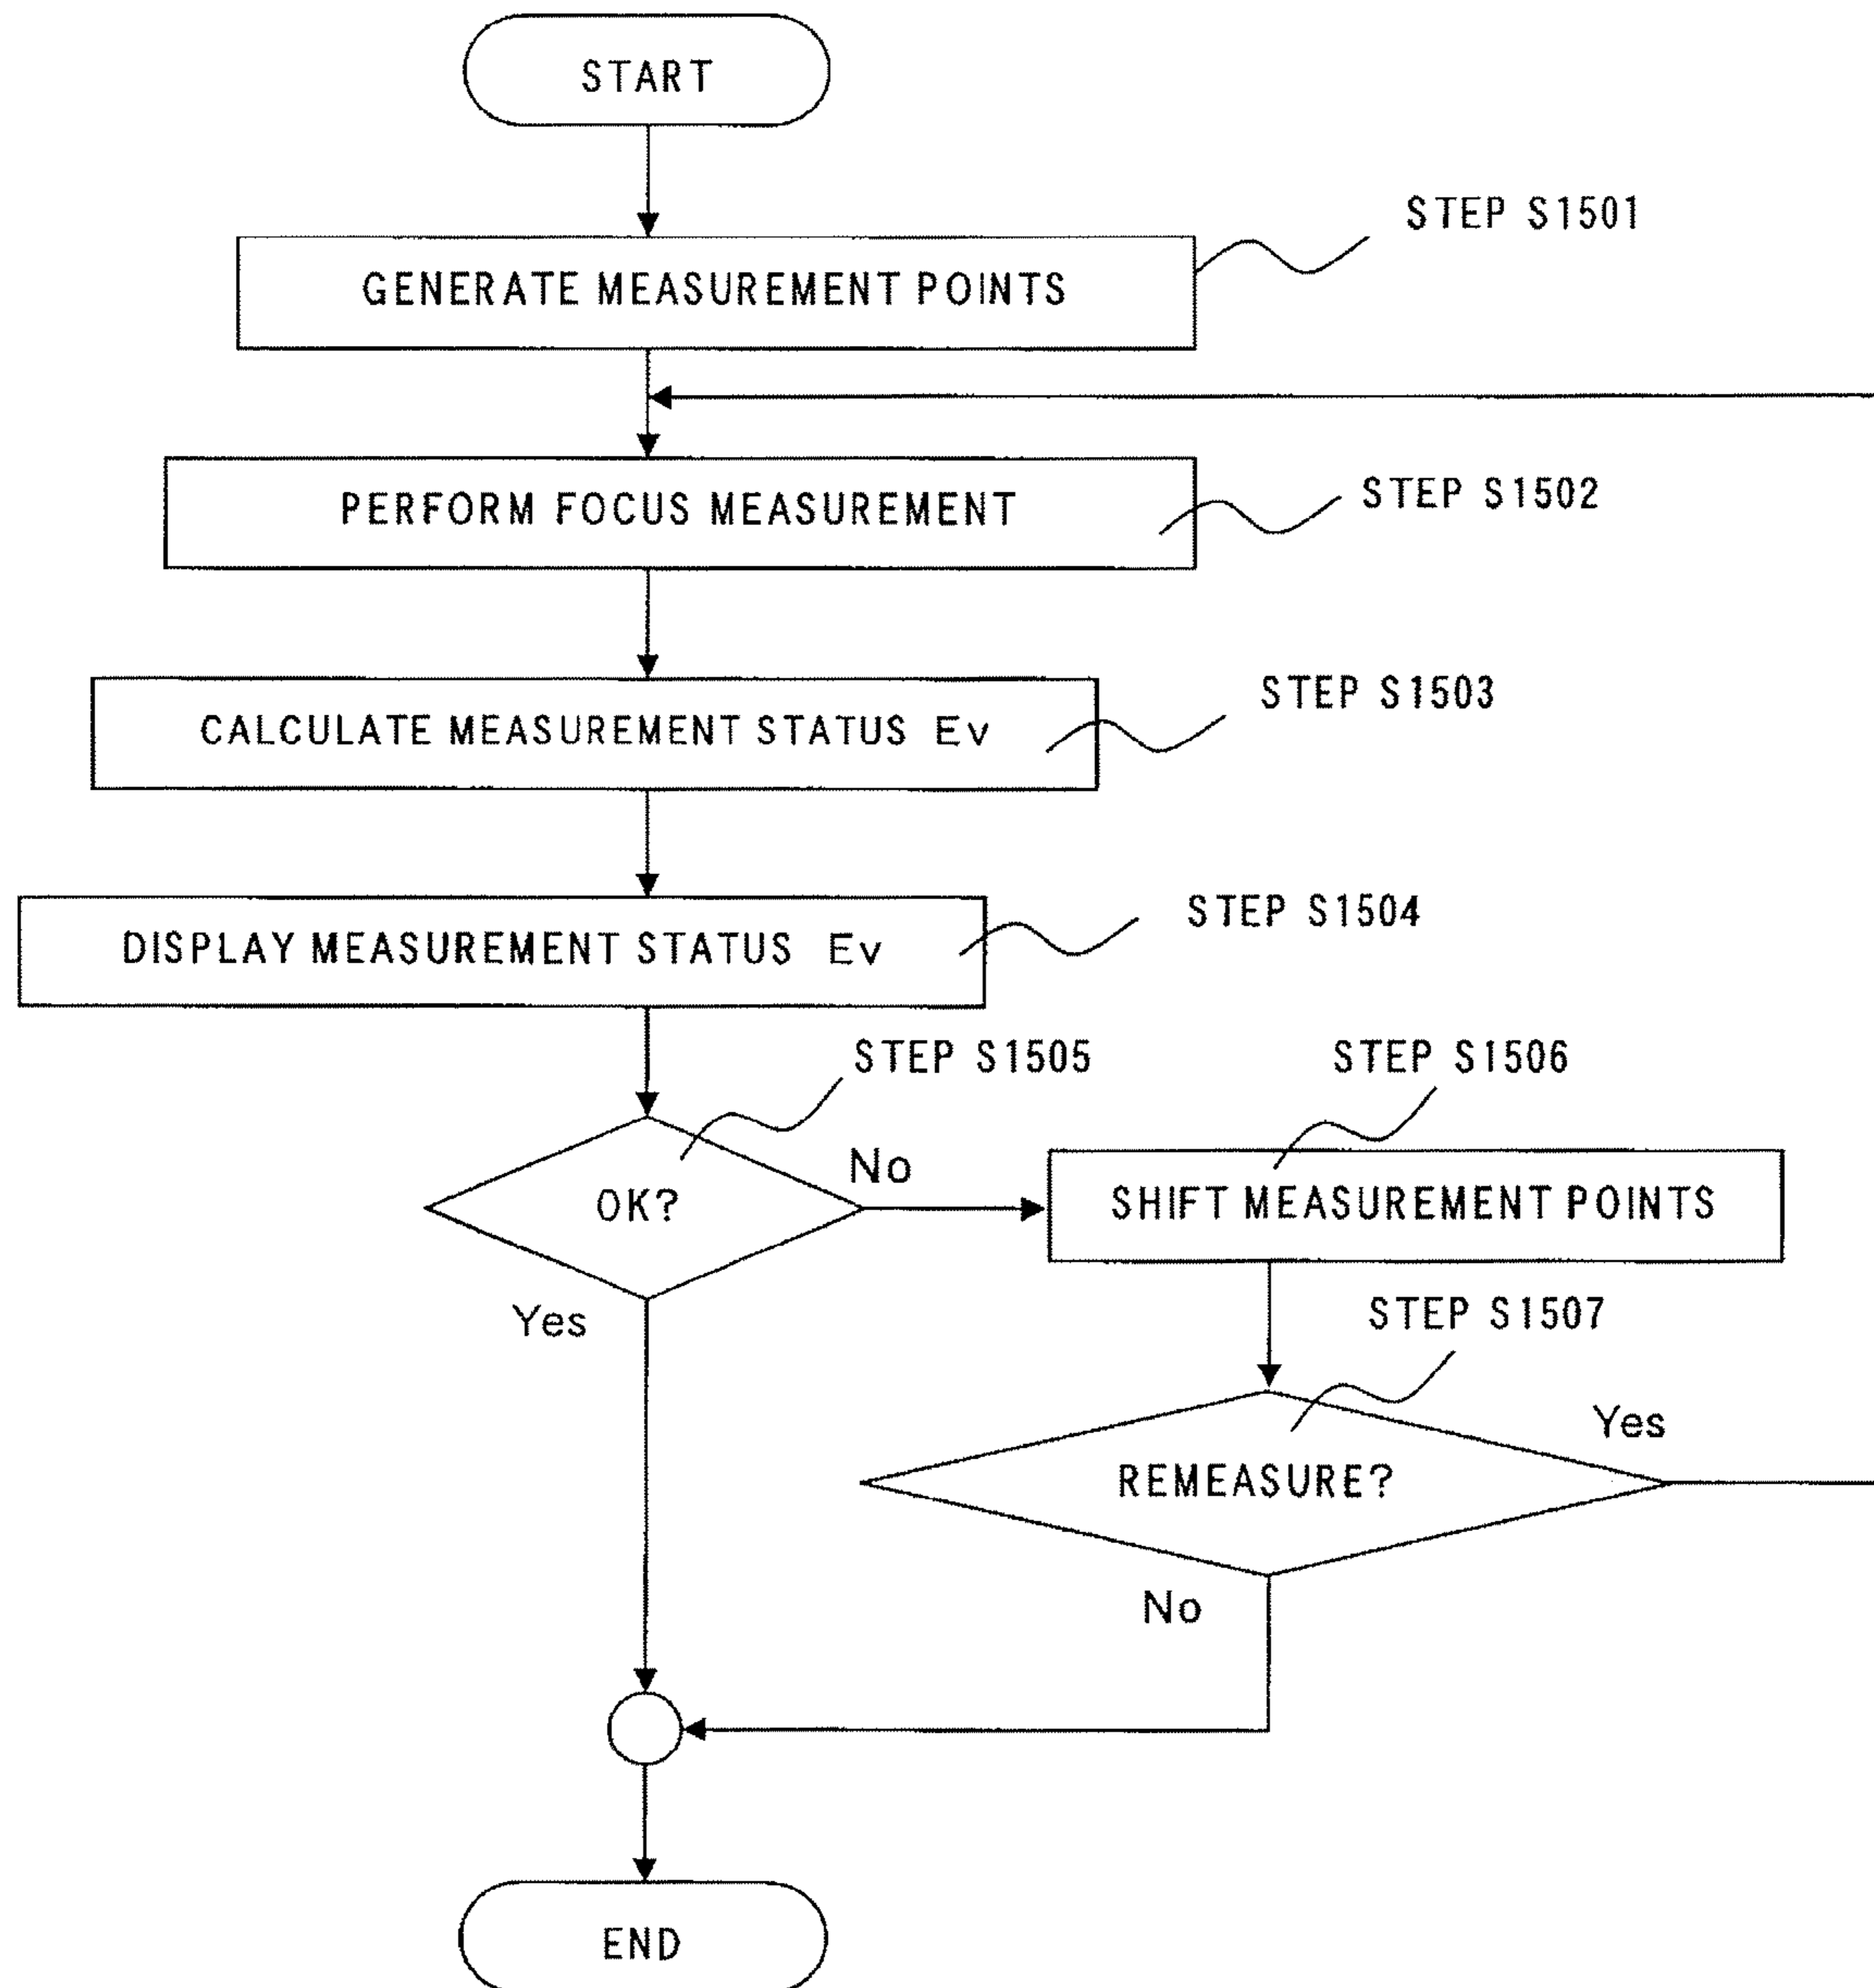 START
STEP S1501
GENERATE MEASUREMENT POINTS
STEP S1502
PERFORM FOCUS MEASUREMENT
STEP S1503
CALCULATE MEASUREMENT STATUS Ev
STEP S1504
DISPLAY MEASUREMENT STATUS Ev
STEP S1505
STEP S1506
OK?
No
SHIFT MEASUREMENT POINTS
Yes
STEP S1507
REMEASURE?
Yes
No
END